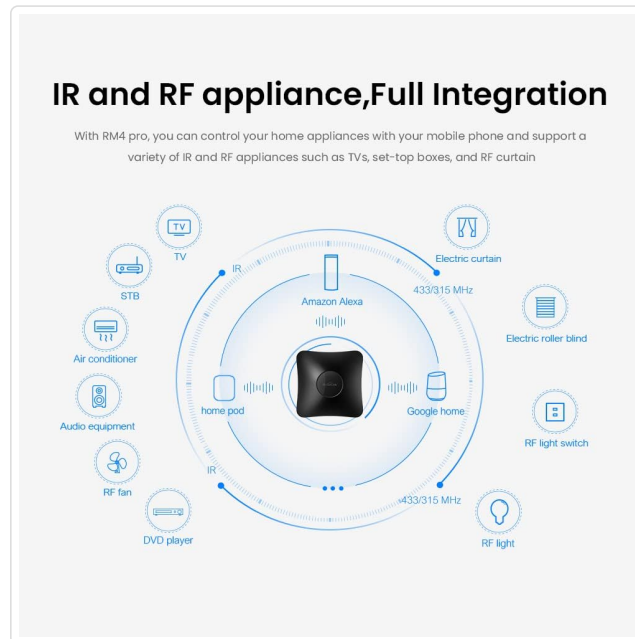 IR and RF appliance,Full Integration
With RM4 pro, you can control your home appliances with your mobile phone and support a
variety of IR and RF appliances such as TVs, set-top boxes, and RF curtain
TV
TV
Electric curtain
IR
433/315 MHz
STB
Amazon Alexa
Electric roller blind
Air conditioner
home pod
Google home
Audio equipment
RF light switch
IR
433/315 MHz
RF fan
DVD player
RF light